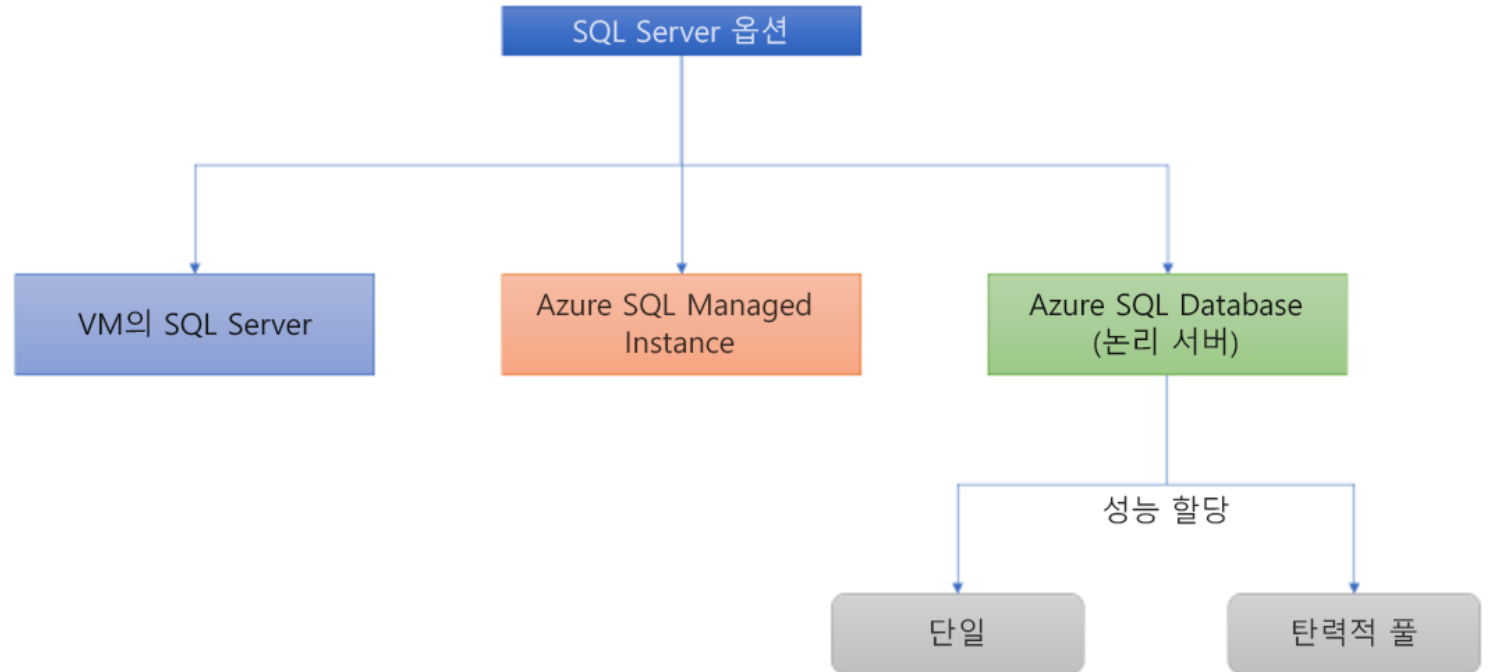 SQL Server 옵션
VM의 SQL Server
Azure SQL Managed
Instance
Azure SQL Database
(논리 서버)
성능 할당
단일
탄력적 풀